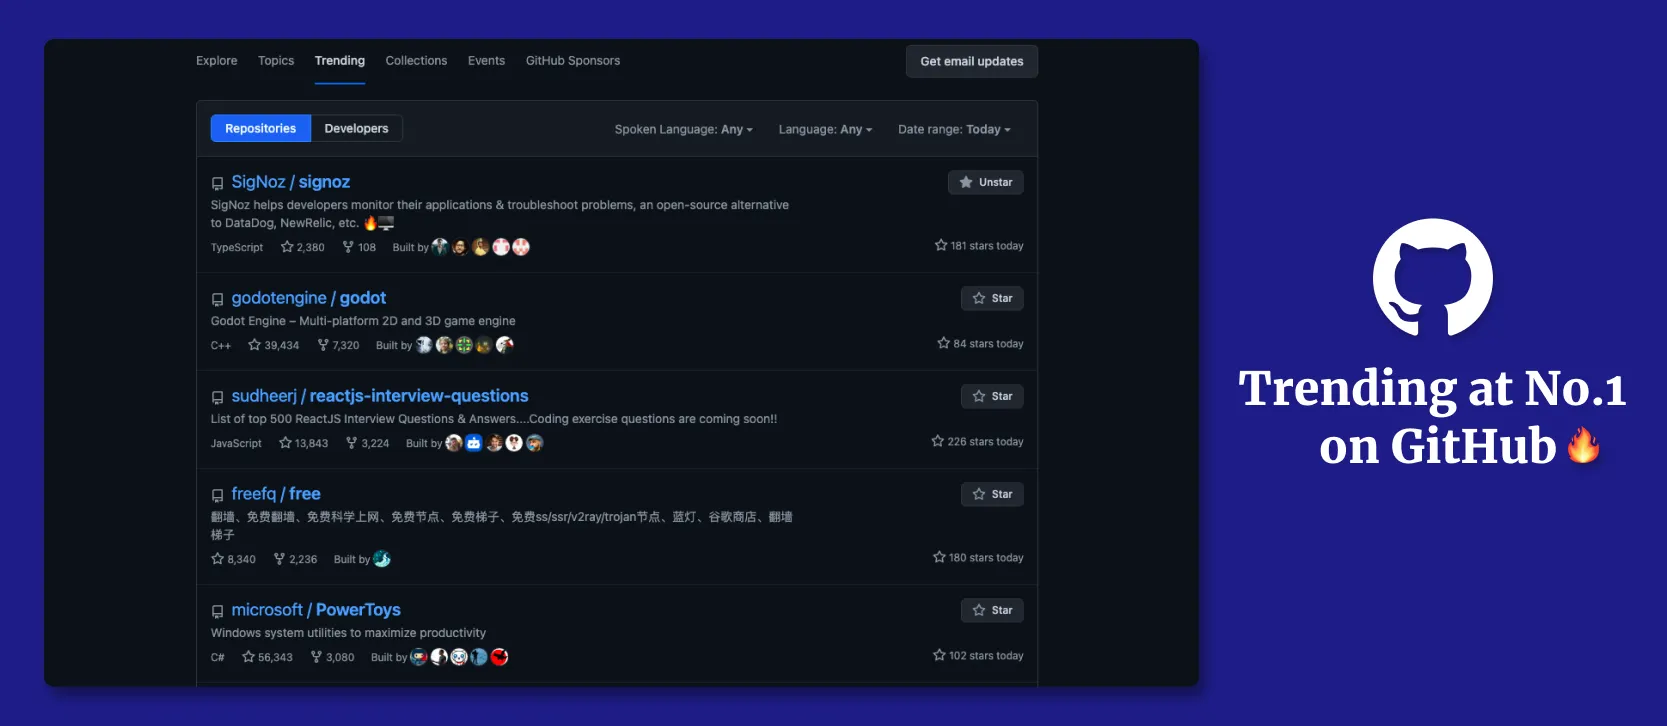 Explore Topics Trending Collections Events GitHub Sponsors Get email updates
Repositories Developers Spoken Language: Any Language: Any Date range: Today
SigNoz / signoz Unstar
SigNoz helps developers monitor their applications & troubleshoot problems, an open-source alternative
to DataDog, NewRelic, etc. 🔥🖥️
TypeScript 2,380 108 Built by 181 stars today
godotengine / godot Star
Godot Engine – Multi-platform 2D and 3D game engine
C++ 39,434 7,320 Built by 84 stars today
sudheerj / reactjs-interview-questions Star
List of top 500 ReactJS Interview Questions & Answers....Coding exercise questions are coming soon!!
JavaScript 13,843 3,224 Built by 226 stars today
freefq / free Star
翻墙、免费翻墙、免费科学上网、免费节点、免费梯子、免费ss/ssr/v2ray/trojan节点、蓝灯、谷歌商店、翻墙
梯子
8,340 2,236 Built by 180 stars today
microsoft / PowerToys Star
Windows system utilities to maximize productivity
C# 56,343 3,080 Built by 102 stars today
Trending at No.1
on GitHub🔥